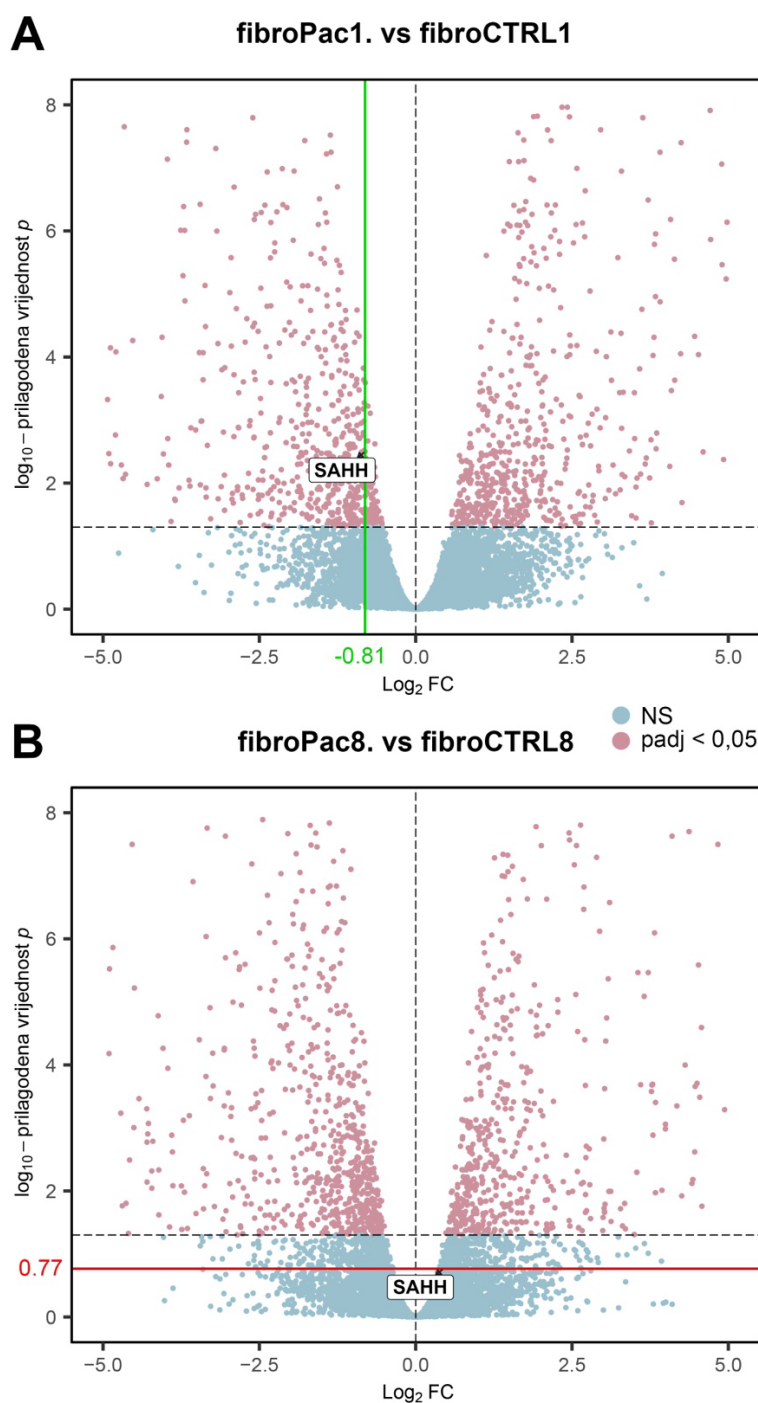 A
fibroPac1. vs fibroCTRL1
8
6
4
2
0
log₁₀− prilagodena vrijednost p
SAHH
−5.0
−2.5
-0.81
0.0
2.5
5.0
Log₂ FC
NS
padj < 0,05
B
fibroPac8. vs fibroCTRL8
8
6
4
2
0.77
0
log₁₀− prilagodena vrijednost p
SAHH
−5.0
−2.5
0.0
2.5
5.0
Log₂ FC